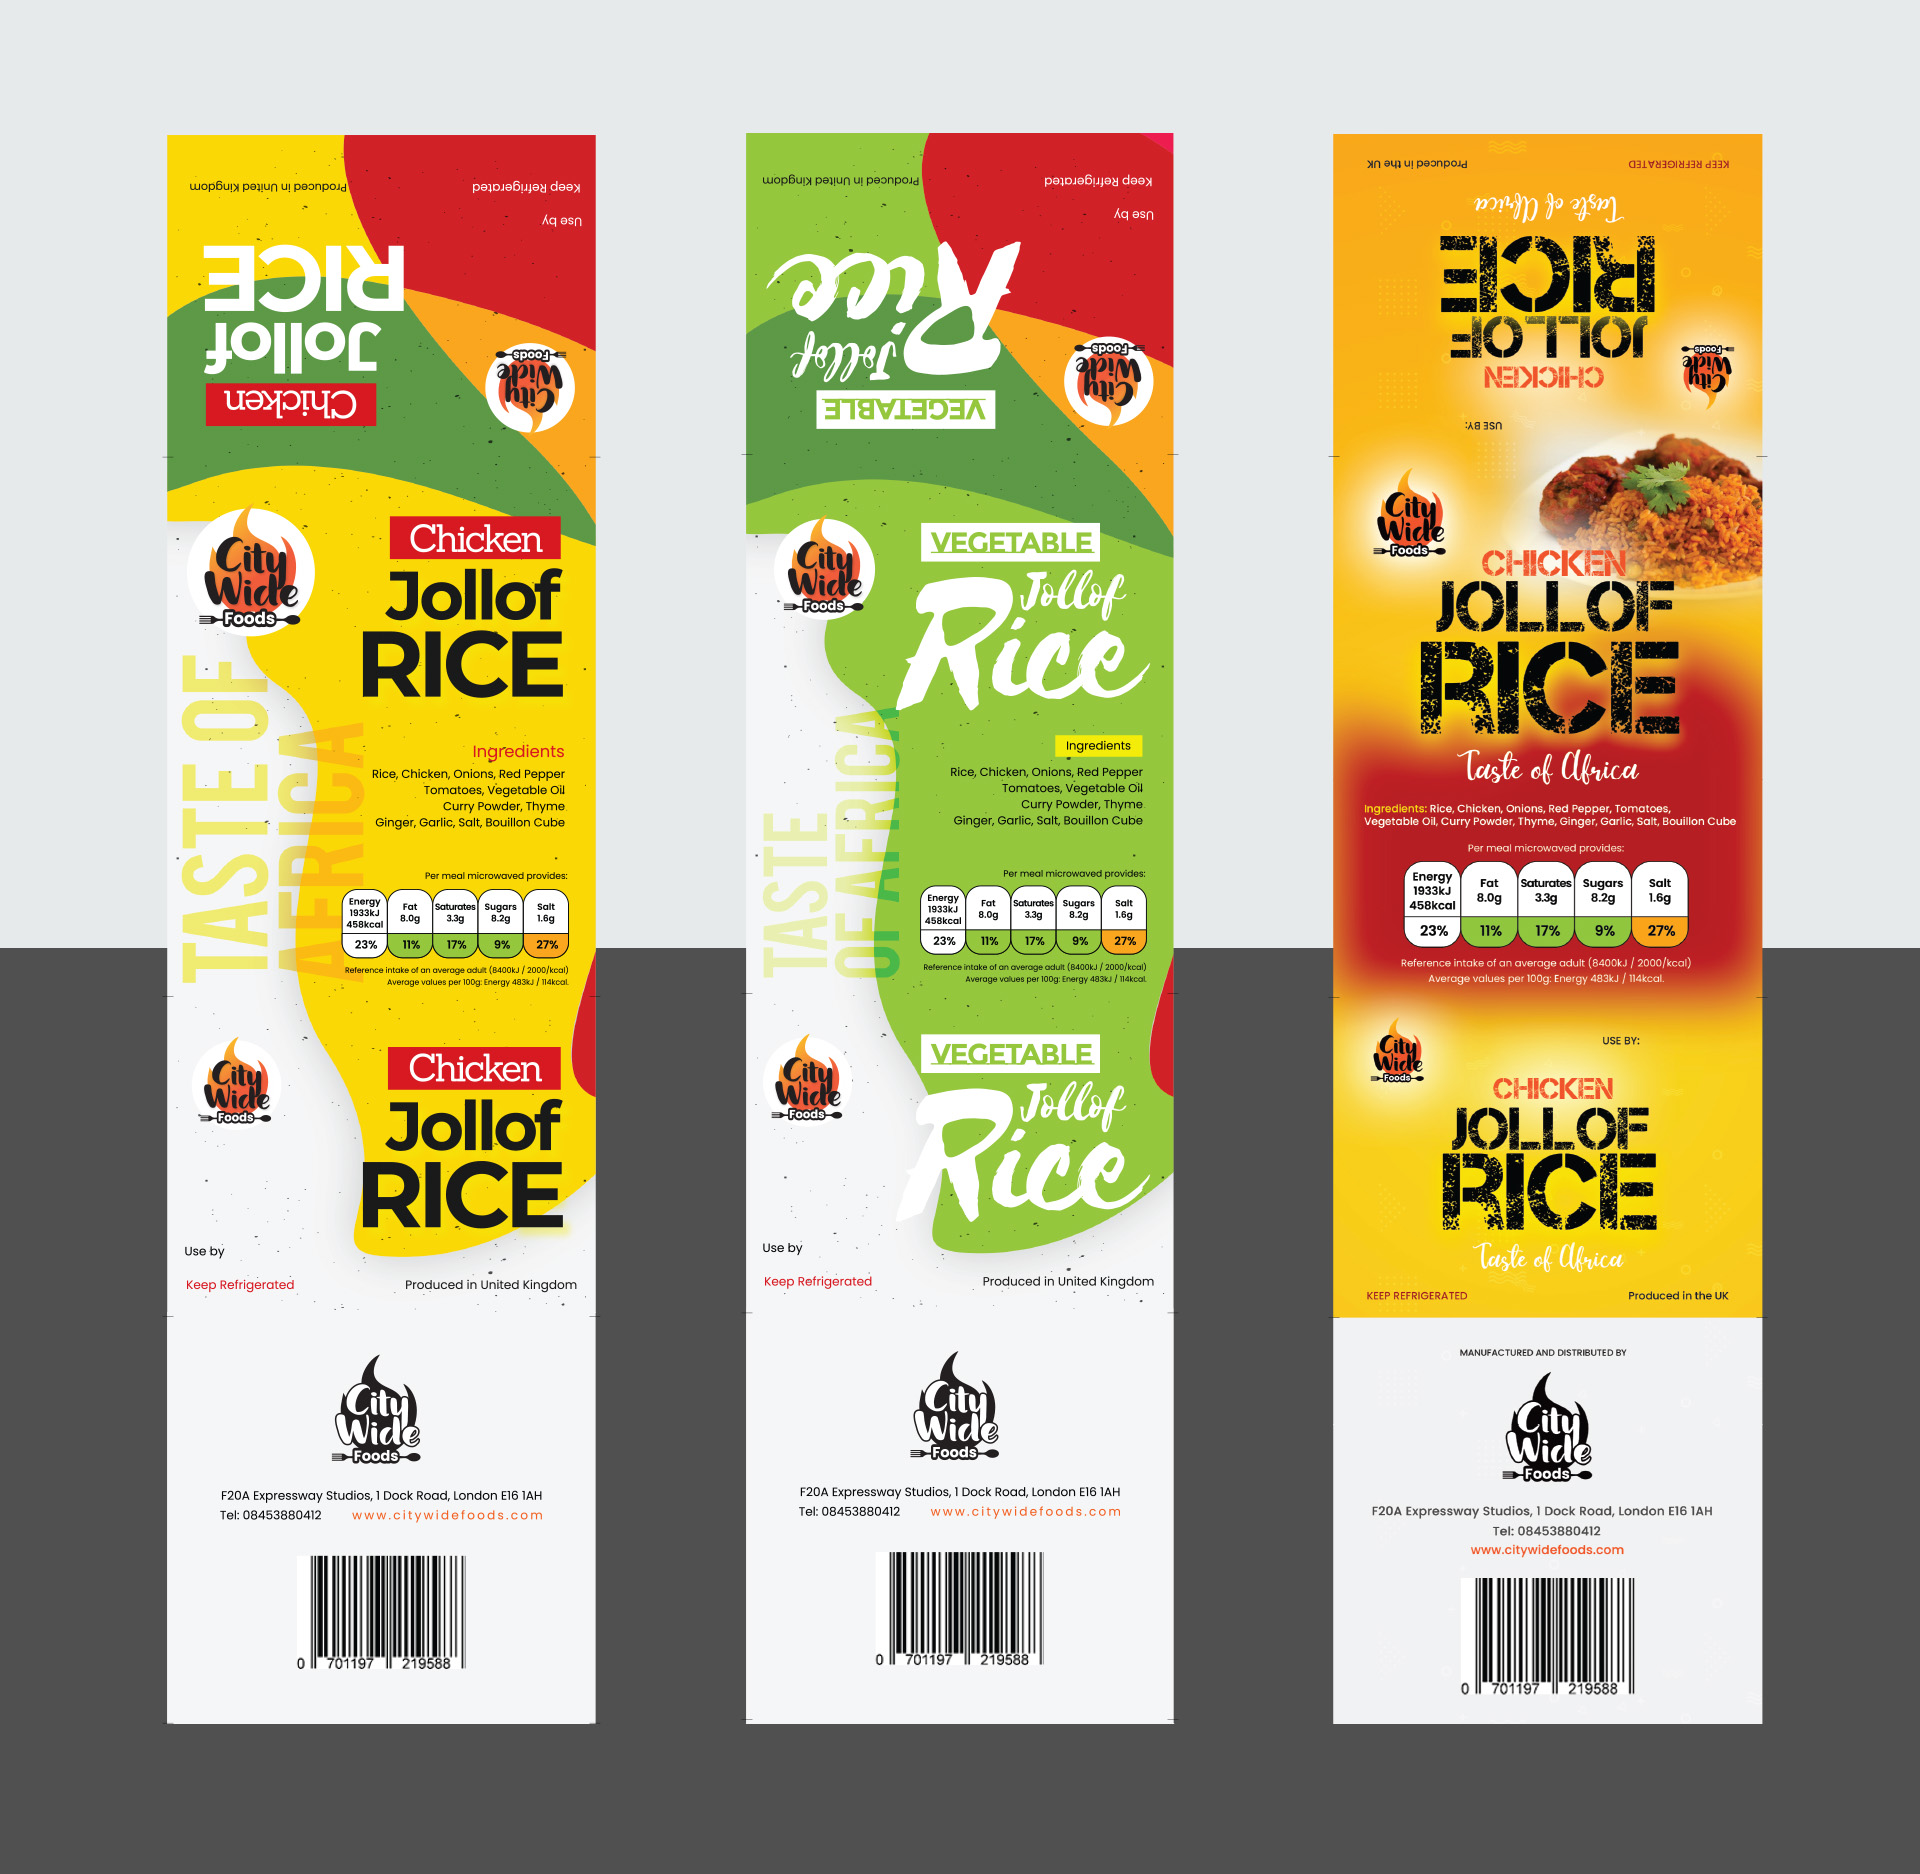 Produced in United Kingdom
Keep Refrigerated
Use by
RICE
Jollof
Chicken
City
Wide
Foods
City
Wide
Foods
Chicken
Jollof
RICE
TASTE OF
AFRICA
Ingredients
Rice, Chicken, Onions, Red Pepper
Tomatoes, Vegetable Oil
Curry Powder, Thyme
Ginger, Garlic, Salt, Bouillon Cube
Per meal microwaved provides:
Energy 1933kJ 458kcal 23%
Fat 8.0g 11%
Saturates 3.3g 17%
Sugars 8.2g 9%
Salt 1.6g 27%
Reference intake of an average adult (8400kJ / 2000/kcal)
Average values per 100g: Energy 483kJ / 114kcal.
City
Wide
Foods
Chicken
Jollof
RICE
Use by
Keep Refrigerated
Produced in United Kingdom
City
Wide
Foods
F20A Expressway Studios, 1 Dock Road, London E16 1AH
Tel: 08453880412 www.citywidefoods.com
0 701197 219588
Produced in United Kingdom
Keep Refrigerated
Use by
Rice
Jollof
VEGETABLE
City
Wide
Foods
City
Wide
Foods
VEGETABLE
Jollof
Rice
TASTE
OF AFRICA
Ingredients
Rice, Chicken, Onions, Red Pepper
Tomatoes, Vegetable Oil
Curry Powder, Thyme
Ginger, Garlic, Salt, Bouillon Cube
Per meal microwaved provides:
Energy 1933kJ 458kcal 23%
Fat 8.0g 11%
Saturates 3.3g 17%
Sugars 8.2g 9%
Salt 1.6g 27%
Reference intake of an average adult (8400kJ / 2000/kcal)
Average values per 100g: Energy 483kJ / 114kcal.
City
Wide
Foods
VEGETABLE
Jollof
Rice
Use by
Keep Refrigerated
Produced in United Kingdom
City
Wide
Foods
F20A Expressway Studios, 1 Dock Road, London E16 1AH
Tel: 08453880412 www.citywidefoods.com
0 701197 219588
Produced in the UK
KEEP REFRIGERATED
Taste of Africa
RICE
JOLLOF
CHICKEN
City
Wide
Foods
USE BY:
City
Wide
Foods
CHICKEN
JOLLOF
RICE
Taste of Africa
Ingredients: Rice, Chicken, Onions, Red Pepper, Tomatoes,
Vegetable Oil, Curry Powder, Thyme, Ginger, Garlic, Salt, Bouillon Cube
Per meal microwaved provides:
Energy 1933kJ 458kcal 23%
Fat 8.0g 11%
Saturates 3.3g 17%
Sugars 8.2g 9%
Salt 1.6g 27%
Reference intake of an average adult (8400kJ / 2000/kcal)
Average values per 100g: Energy 483kJ / 114kcal.
City
Wide
Foods
USE BY:
CHICKEN
JOLLOF
RICE
Taste of Africa
KEEP REFRIGERATED
Produced in the UK
MANUFACTURED AND DISTRIBUTED BY
City
Wide
Foods
F20A Expressway Studios, 1 Dock Road, London E16 1AH
Tel: 08453880412
www.citywidefoods.com
0 701197 219588